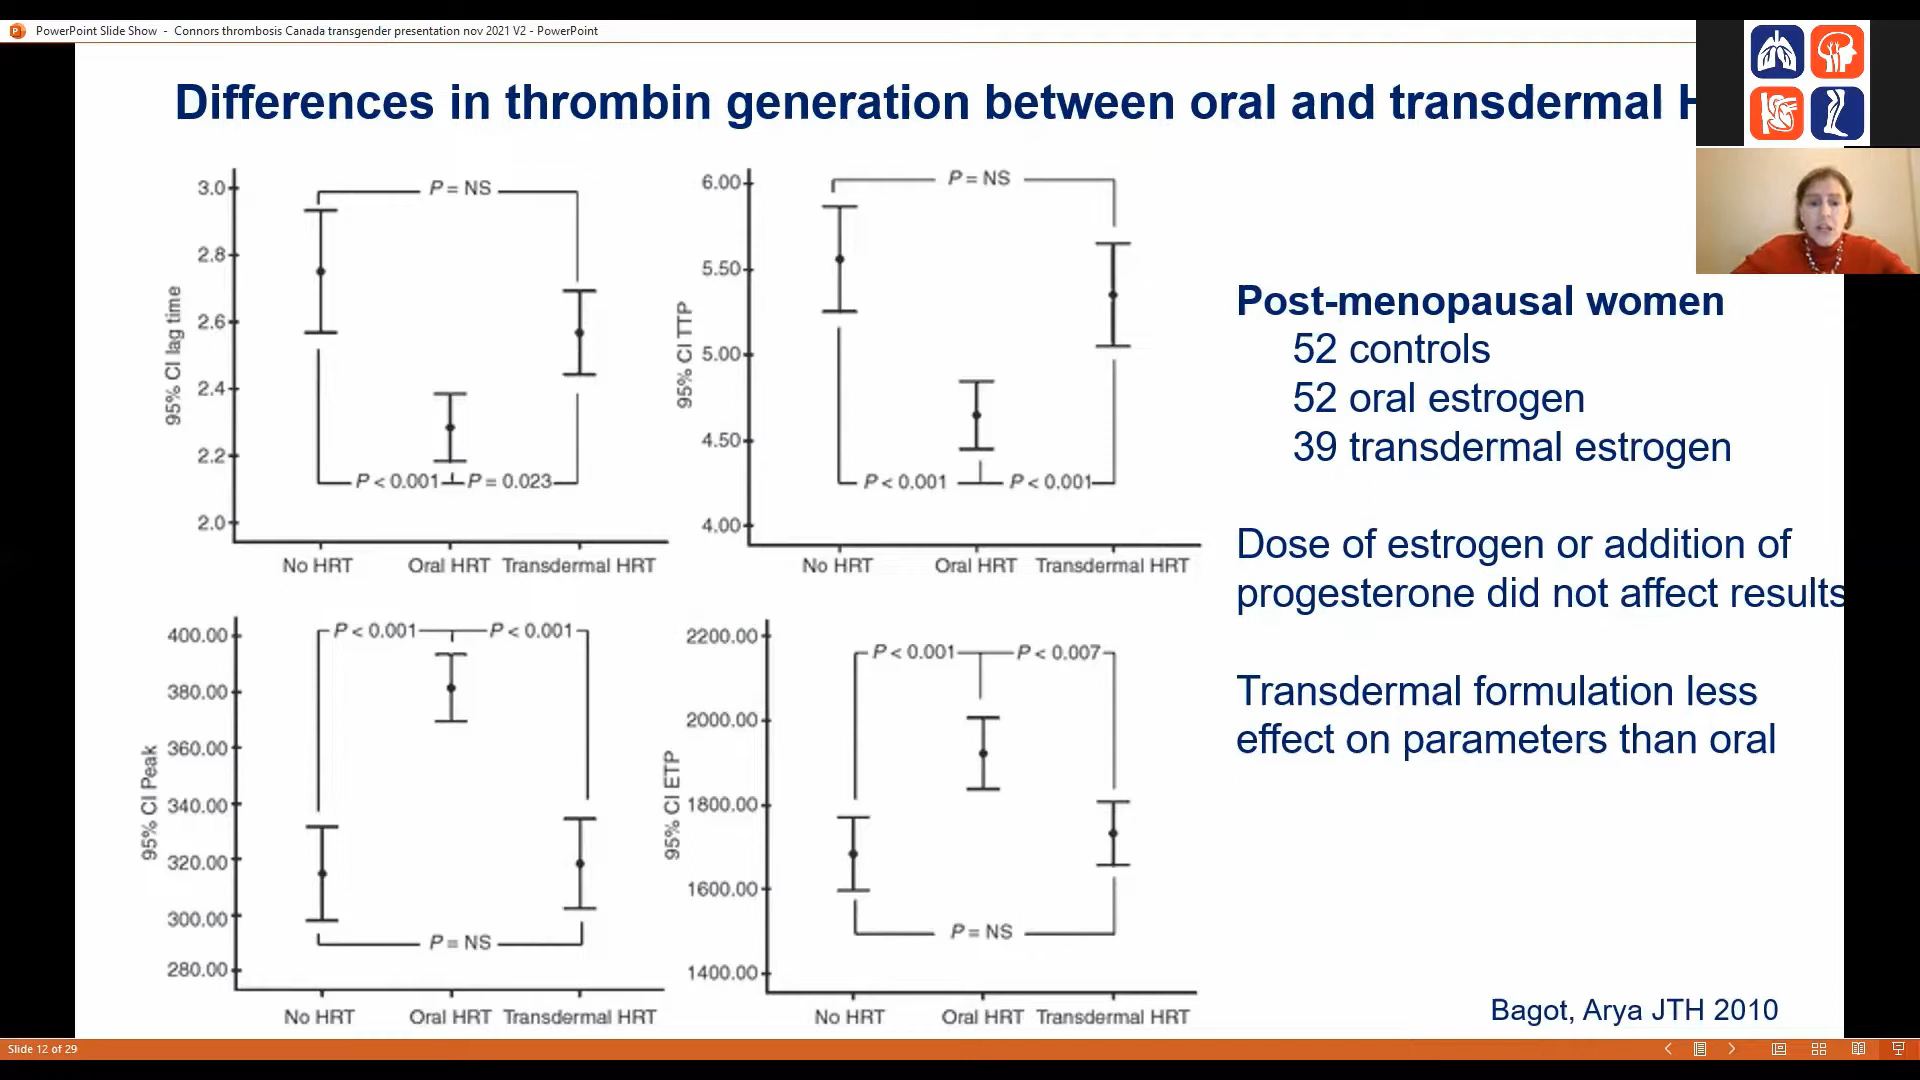 PowerPoint Slide Show - Connors thrombosis Canada transgender presentation nov 2021 V2 - PowerPoint
Differences in thrombin generation between oral and transdermal H
3.0
2.8
2.6
2.4
2.2
2.0
95% CI lag time
P = NS
P < 0.001
P = 0.023
No HRT
Oral HRT
Transdermal HRT
6.00
5.50
5.00
4.50
4.00
95% CI TTP
P = NS
P < 0.001
P < 0.001
No HRT
Oral HRT
Transdermal HRT
400.00
380.00
360.00
340.00
320.00
300.00
280.00
95% CI Peak
P < 0.001
P < 0.001
P = NS
No HRT
Oral HRT
Transdermal HRT
2200.00
2000.00
1800.00
1600.00
1400.00
95% CI ETP
P < 0.001
P < 0.007
P = NS
No HRT
Oral HRT
Transdermal HRT
Post-menopausal women
52 controls
52 oral estrogen
39 transdermal estrogen
Dose of estrogen or addition of
progesterone did not affect results
Transdermal formulation less
effect on parameters than oral
Bagot, Arya JTH 2010
Slide 12 of 29